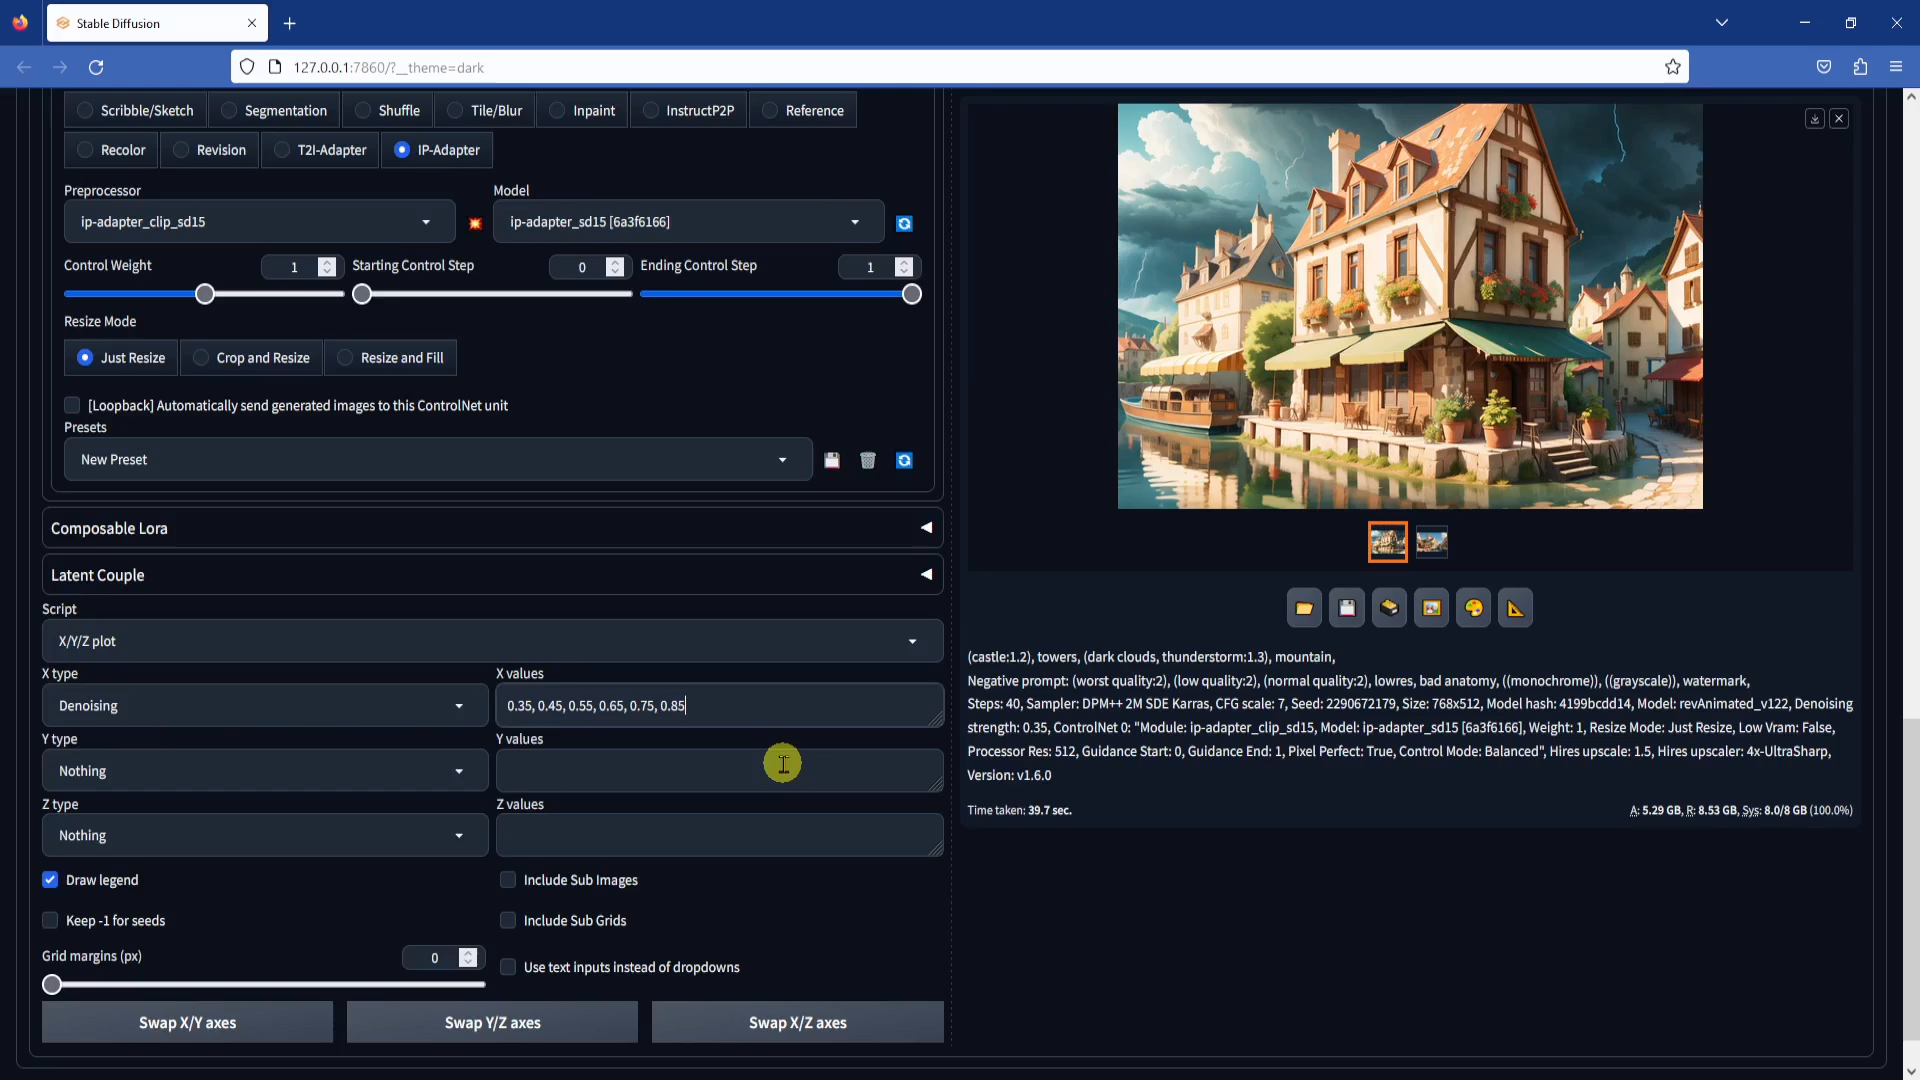 Stable Diffusion
127.0.0.1:7860/?__theme=dark
Scribble/Sketch Segmentation Shuffle Tile/Blur Inpaint InstructP2P Reference
Recolor Revision T2I-Adapter IP-Adapter
Preprocessor Model
ip-adapter_clip_sd15 ip-adapter_sd15 [6a3f6166]
Control Weight 1 Starting Control Step 0 Ending Control Step 1
Resize Mode
Just Resize Crop and Resize Resize and Fill
[Loopback] Automatically send generated images to this ControlNet unit
Presets
New Preset
Composable Lora
Latent Couple
Script
X/Y/Z plot
X type X values
Denoising 0.35, 0.45, 0.55, 0.65, 0.75, 0.85
Y type Y values
Nothing
Z type Z values
Nothing
Draw legend Include Sub Images
Keep -1 for seeds Include Sub Grids
Grid margins (px) 0 Use text inputs instead of dropdowns
Swap X/Y axes Swap Y/Z axes Swap X/Z axes
(castle:1.2), towers, (dark clouds, thunderstorm:1.3), mountain,
Negative prompt: (worst quality:2), (low quality:2), (normal quality:2), lowres, bad anatomy, ((monochrome)), ((grayscale)), watermark,
Steps: 40, Sampler: DPM++ 2M SDE Karras, CFG scale: 7, Seed: 2290672179, Size: 768x512, Model hash: 4199bcdd14, Model: revAnimated_v122, Denoising
strength: 0.35, ControlNet 0: "Module: ip-adapter_clip_sd15, Model: ip-adapter_sd15 [6a3f6166], Weight: 1, Resize Mode: Just Resize, Low Vram: False,
Processor Res: 512, Guidance Start: 0, Guidance End: 1, Pixel Perfect: True, Control Mode: Balanced", Hires upscale: 1.5, Hires upscaler: 4x-UltraSharp,
Version: v1.6.0
Time taken: 39.7 sec. A: 5.29 GB, R: 8.53 GB, Sys: 8.0/8 GB (100.0%)